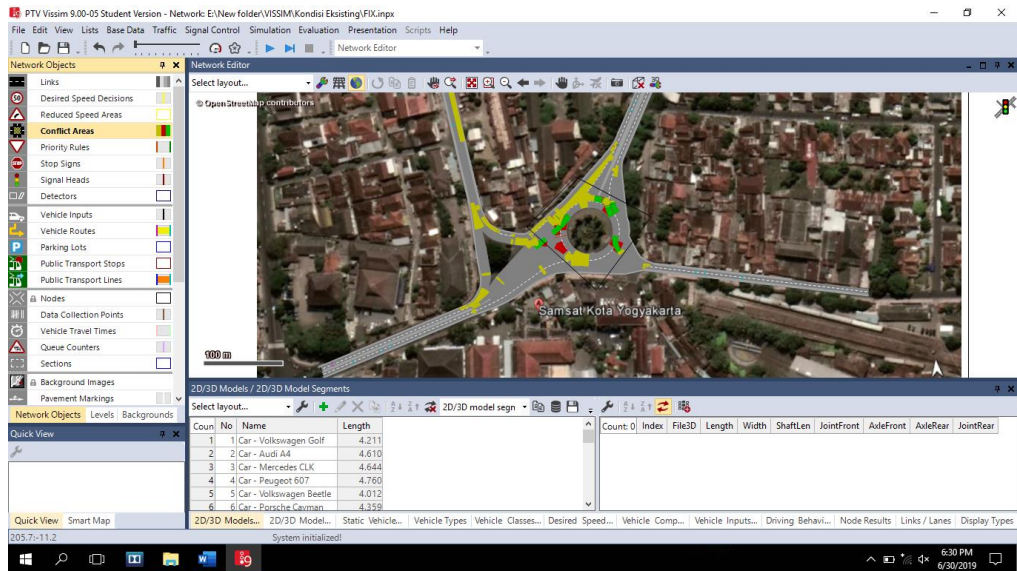 PTV Vissim 9.00-05 Student Version - Network: E:\New folder\VISSIM\Kondisi Eksisting\FIX.inpx
File Edit View Lists Base Data Traffic Signal Control Simulation Evaluation Presentation Scripts Help
Network Editor
Network Objects
Network Editor
Select layout...
Links
Desired Speed Decisions
Reduced Speed Areas
Conflict Areas
Priority Rules
Stop Signs
Signal Heads
Detectors
Vehicle Inputs
Vehicle Routes
Parking Lots
Public Transport Stops
Public Transport Lines
Nodes
Data Collection Points
Vehicle Travel Times
Queue Counters
Sections
Background Images
Pavement Markings
Network Objects Levels Backgrounds
© OpenStreetMap contributors
Samsat Kota Yogyakarta
100 m
Quick View
Quick View Smart Map
2D/3D Models / 2D/3D Model Segments
Select layout... 2D/3D model segn
Coun No Name Length
1 1 Car - Volkswagen Golf 4.211
2 2 Car - Audi A4 4.610
3 3 Car - Mercedes CLK 4.644
4 4 Car - Peugeot 607 4.760
5 5 Car - Volkswagen Beetle 4.012
6 6 Car - Porsche Cayman 4.359
Count: 0 Index File3D Length Width ShaftLen JointFront AxleFront AxleRear JointRear
2D/3D Models... 2D/3D Model... Static Vehicle... Vehicle Types Vehicle Classes... Desired Speed... Vehicle Comp... Vehicle Inputs... Driving Behavi... Node Results Links / Lanes Display Types
205.7:-11.2 System initialized!
6:30 PM
6/30/2019